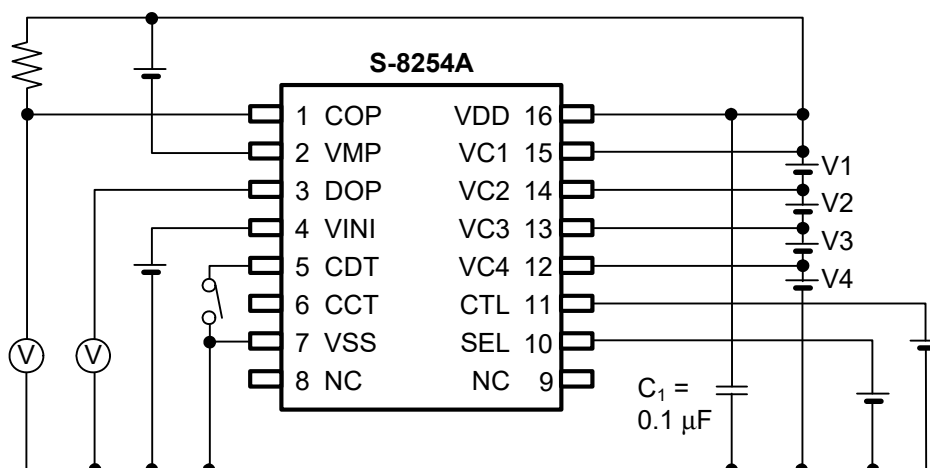 S-8254A
1 COP VDD 16
2 VMP VC1 15
3 DOP VC2 14
4 VINI VC3 13
5 CDT VC4 12
6 CCT CTL 11
7 VSS SEL 10
8 NC NC 9
V1
V2
V3
V4
V
V
C₁ =
0.1 μF